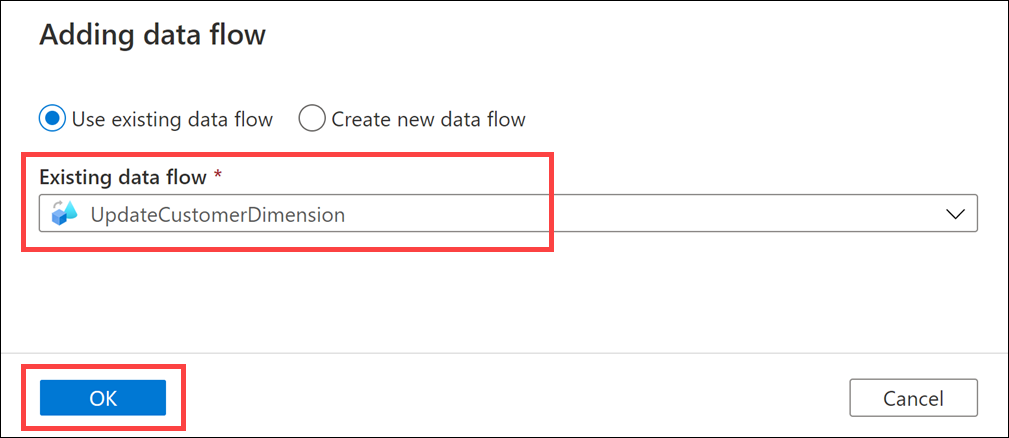 Adding data flow
Use existing data flow Create new data flow
Existing data flow *
UpdateCustomerDimension
OK Cancel